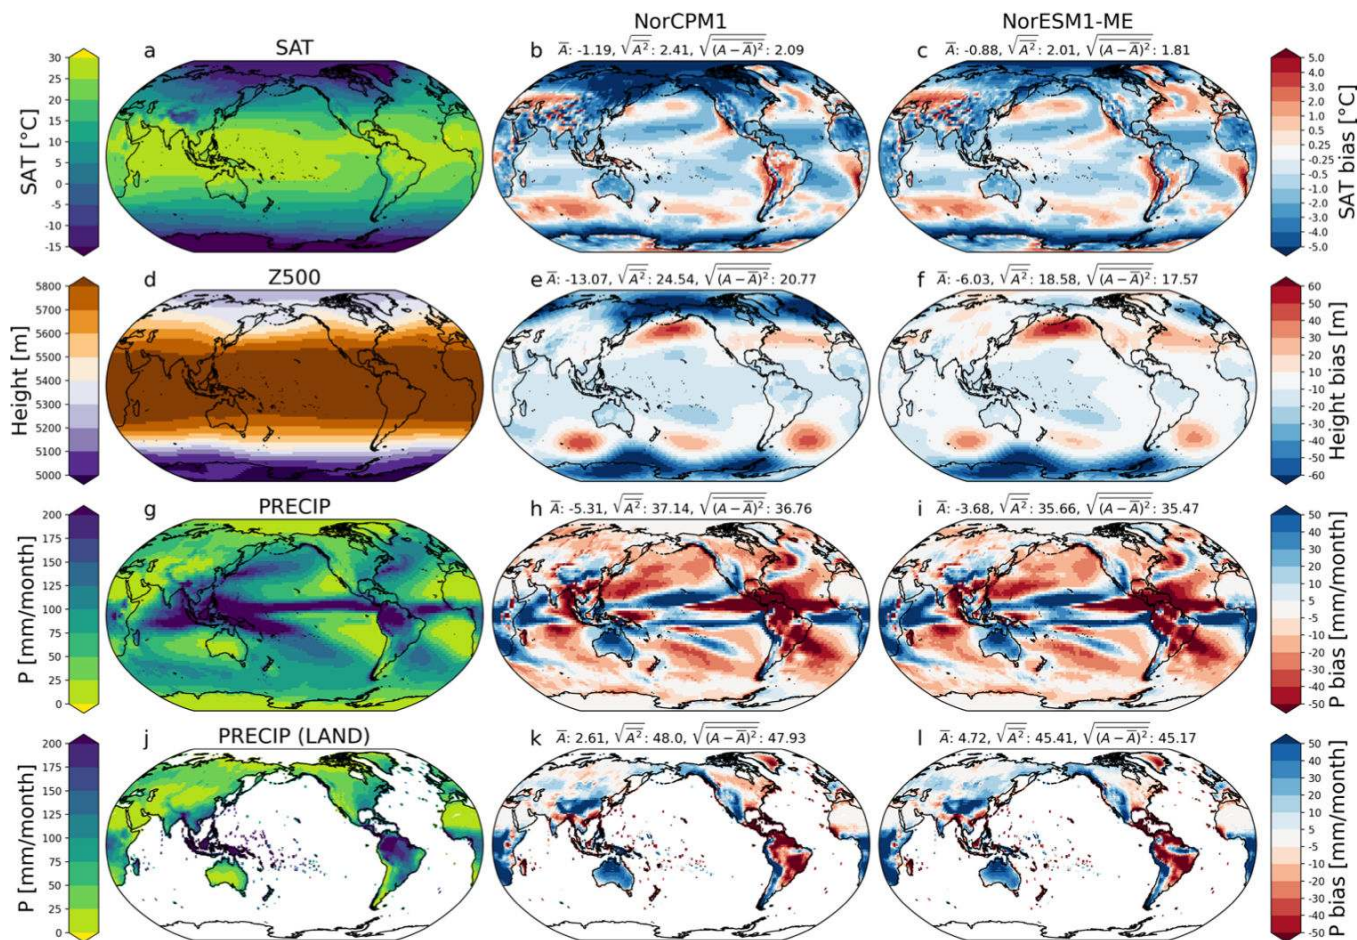 NorCPM1
NorESM1-ME
a
SAT
b
A̅: -1.19, √A̅²̅: 2.41, √(A−A̅)²: 2.09
c
A̅: -0.88, √A̅²̅: 2.01, √(A−A̅)²: 1.81
SAT [°C]
30
25
20
15
10
5
0
-5
-10
-15
SAT bias [°C]
5.0
4.0
3.0
2.0
1.0
0.5
0.25
-0.25
-0.5
-1.0
-2.0
-3.0
-4.0
-5.0
d
Z500
e
A̅: -13.07, √A̅²̅: 24.54, √(A−A̅)²: 20.77
f
A̅: -6.03, √A̅²̅: 18.58, √(A−A̅)²: 17.57
Height [m]
5800
5700
5600
5500
5400
5300
5200
5100
5000
Height bias [m]
60
50
40
30
20
10
-10
-20
-30
-40
-50
-60
g
PRECIP
h
A̅: -5.31, √A̅²̅: 37.14, √(A−A̅)²: 36.76
i
A̅: -3.68, √A̅²̅: 35.66, √(A−A̅)²: 35.47
P [mm/month]
200
175
150
125
100
75
50
25
0
P bias [mm/month]
50
40
30
20
10
5
-5
-10
-20
-30
-40
-50
j
PRECIP (LAND)
k
A̅: 2.61, √A̅²̅: 48.0, √(A−A̅)²: 47.93
l
A̅: 4.72, √A̅²̅: 45.41, √(A−A̅)²: 45.17
P [mm/month]
200
175
150
125
100
75
50
25
0
P bias [mm/month]
50
40
30
20
10
5
-5
-10
-20
-30
-40
-50